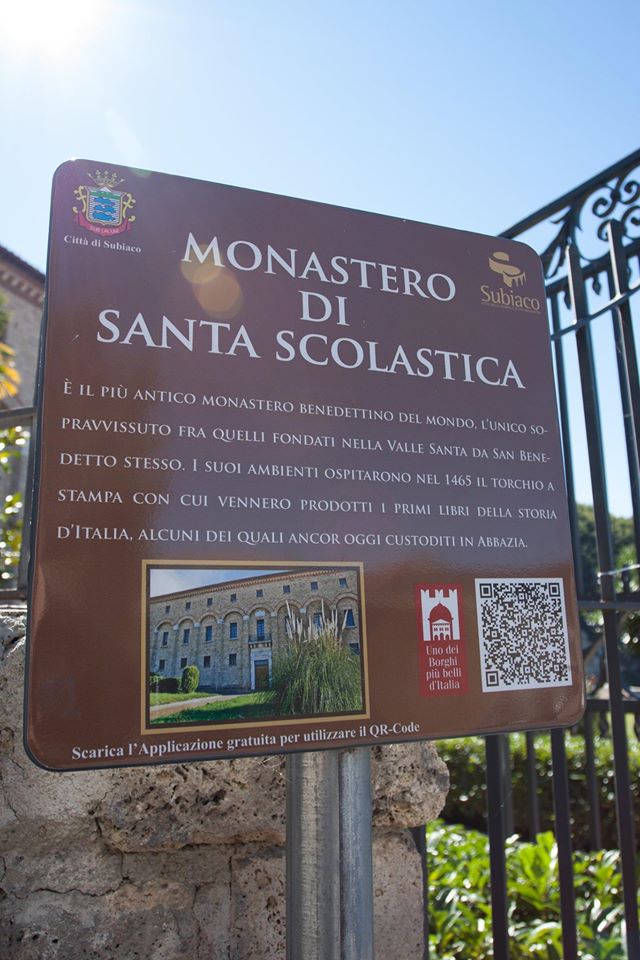 SUB LACUM
Città di Subiaco
Subiaco
MONASTERO
DI
SANTA SCOLASTICA
È IL PIÙ ANTICO MONASTERO BENEDETTINO DEL MONDO, L'UNICO SO-
PRAVVISSUTO FRA QUELLI FONDATI NELLA VALLE SANTA DA SAN BENE-
DETTO STESSO. I SUOI AMBIENTI OSPITARONO NEL 1465 IL TORCHIO A
STAMPA CON CUI VENNERO PRODOTTI I PRIMI LIBRI DELLA STORIA
D'ITALIA, ALCUNI DEI QUALI ANCOR OGGI CUSTODITI IN ABBAZIA.
Uno dei
Borghi
più belli
d'Italia
Scarica l'Applicazione gratuita per utilizzare il QR-Code